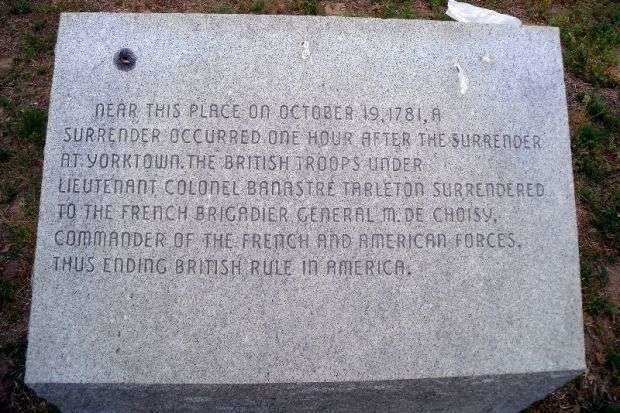 NEAR THIS PLACE ON OCTOBER 19, 1781, A
SURRENDER OCCURRED ONE HOUR AFTER THE SURRENDER
AT YORKTOWN. THE BRITISH TROOPS UNDER
LIEUTENANT COLONEL BANASTRE TARLETON SURRENDERED
TO THE FRENCH BRIGADIER GENERAL M. DE CHOISY,
COMMANDER OF THE FRENCH AND AMERICAN FORCES,
THUS ENDING BRITISH RULE IN AMERICA.